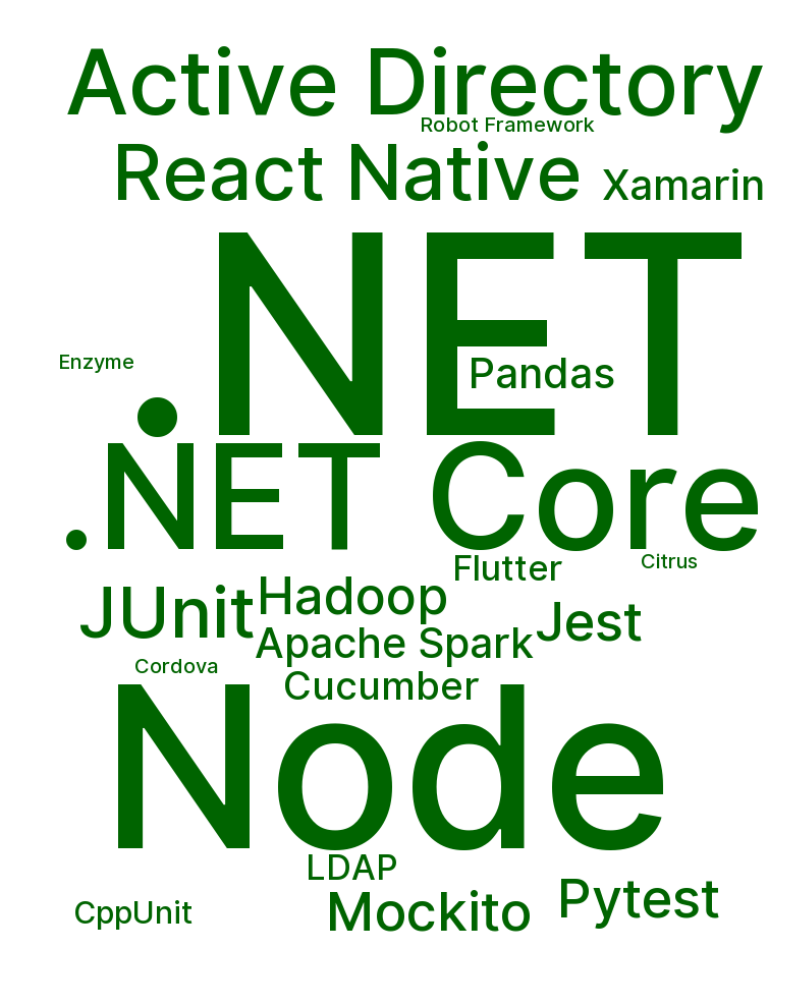 Active Directory
Robot Framework
React Native
Xamarin
.NET
Enzyme
Pandas
.NET Core
Flutter
Citrus
JUnit
Hadoop
Jest
Apache Spark
Cordova
Cucumber
Node
LDAP
CppUnit
Mockito
Pytest